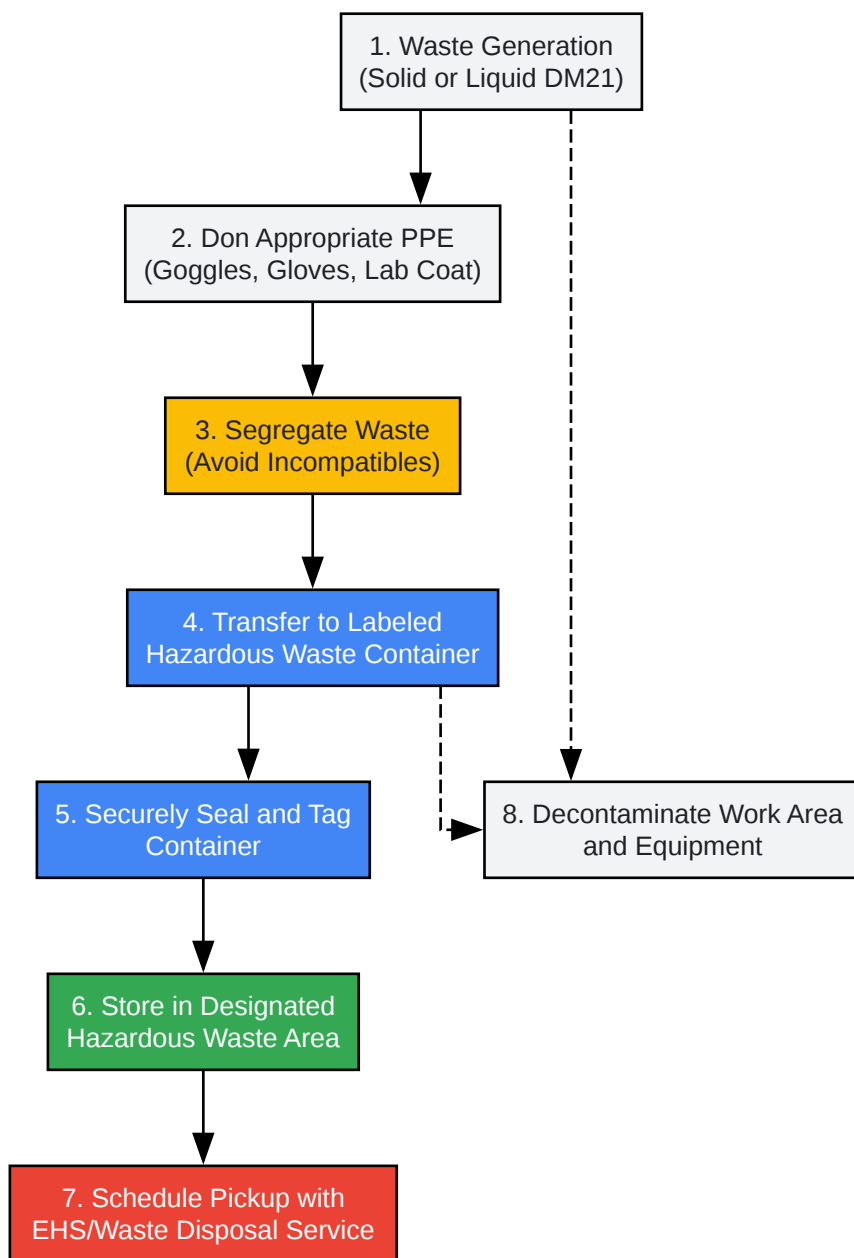 1. Waste Generation
(Solid or Liquid DM21)
2. Don Appropriate PPE
(Goggles, Gloves, Lab Coat)
3. Segregate Waste
(Avoid Incompatibles)
4. Transfer to Labeled
Hazardous Waste Container
5. Securely Seal and Tag
Container
8. Decontaminate Work Area
and Equipment
6. Store in Designated
Hazardous Waste Area
7. Schedule Pickup with
EHS/Waste Disposal Service